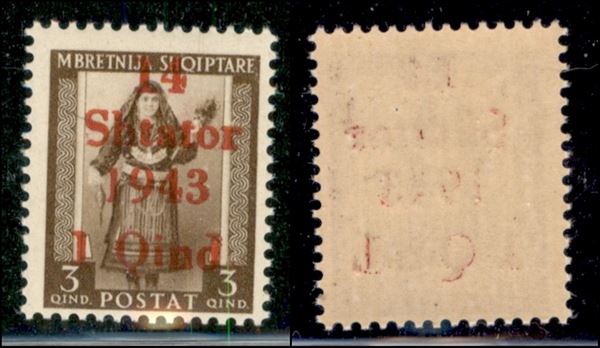 MBRETNIJA SHQIPTARE
14
Shtator
1943
1 Qind.
3 3
QIND. POSTAT QIND.